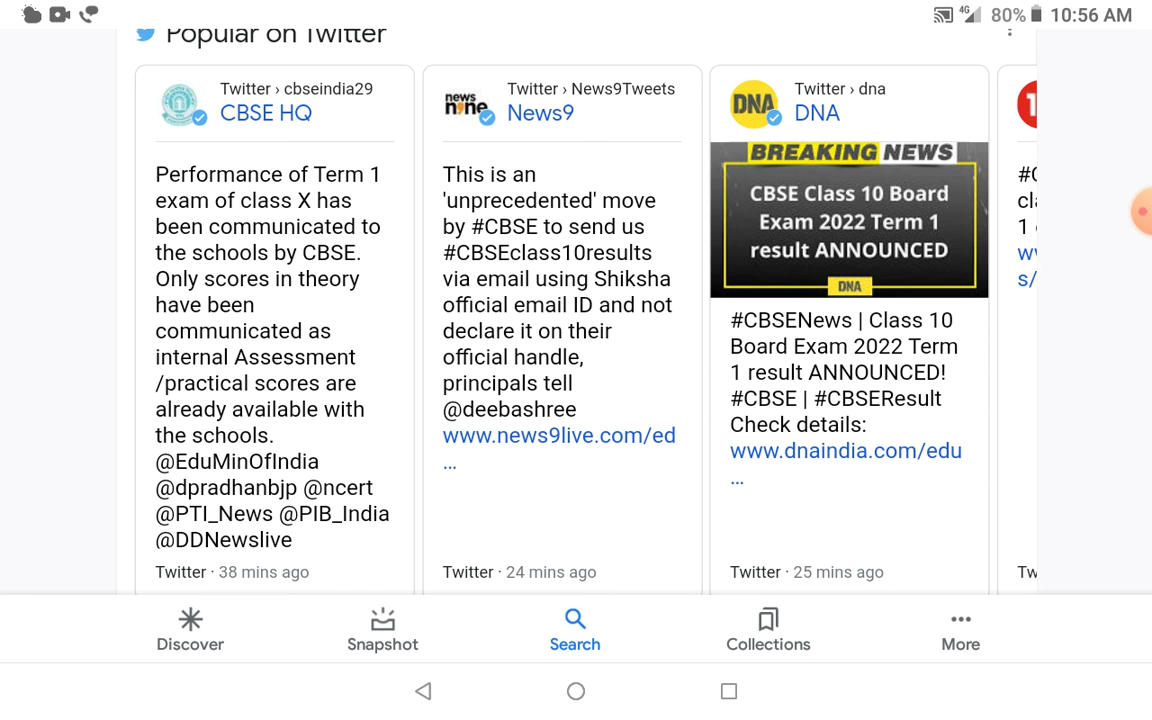 4G 80% 10:56 AM
Popular on Twitter
Twitter › cbseindia29
CBSE HQ
Performance of Term 1
exam of class X has
been communicated to
the schools by CBSE.
Only scores in theory
have been
communicated as
internal Assessment
/practical scores are
already available with
the schools.
@EduMinOfIndia
@dpradhanbjp @ncert
@PTI_News @PIB_India
@DDNewslive
Twitter · 38 mins ago
news
n9ne
Twitter › News9Tweets
News9
This is an
'unprecedented' move
by #CBSE to send us
#CBSEclass10results
via email using Shiksha
official email ID and not
declare it on their
official handle,
principals tell
@deebashree
www.news9live.com/ed
...
Twitter · 24 mins ago
DNA
Twitter › dna
DNA
BREAKING NEWS
CBSE Class 10 Board
Exam 2022 Term 1
result ANNOUNCED
DNA
#CBSENews | Class 10
Board Exam 2022 Term
1 result ANNOUNCED!
#CBSE | #CBSEResult
Check details:
www.dnaindia.com/edu
...
Twitter · 25 mins ago
1
s/
Discover
Snapshot
Search
Collections
More